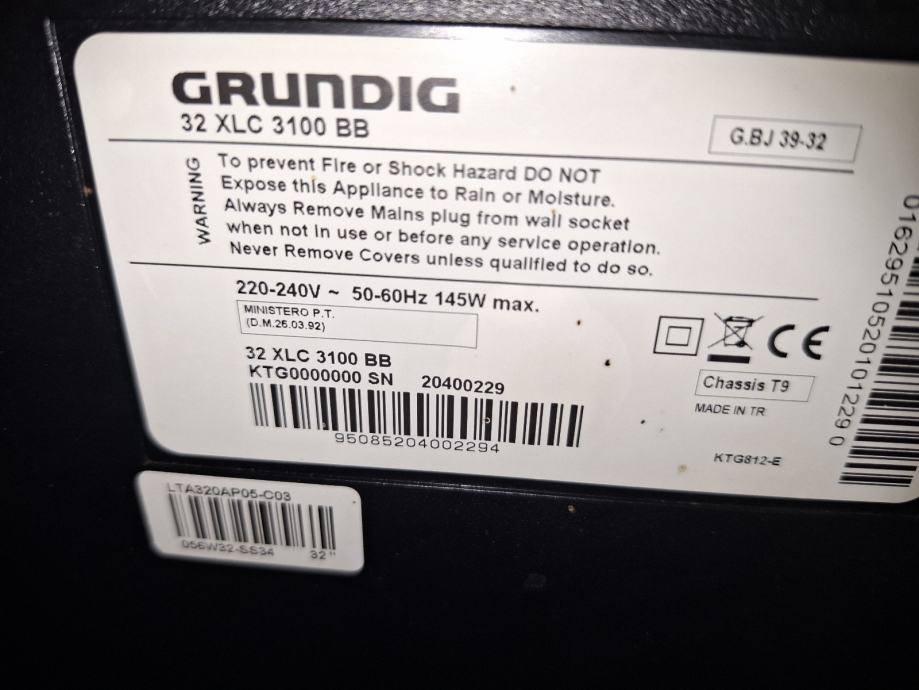 GRUNDIG
32 XLC 3100 BB
G.BJ 39-32
WARNING
To prevent Fire or Shock Hazard DO NOT
Expose this Appliance to Rain or Moisture.
Always Remove Mains plug from wall socket
when not in use or before any service operation.
Never Remove Covers unless qualified to do so.
220-240V ~ 50-60Hz 145W max.
MINISTERO P.T.
(D.M.26.03.92)
32 XLC 3100 BB
KTG0000000 SN 20400229
95085204002294
CE
Chassis T9
MADE IN TR
KTG812-E
01629510520101229 0
LTA320AP05-C03
056W32-SS34 32"